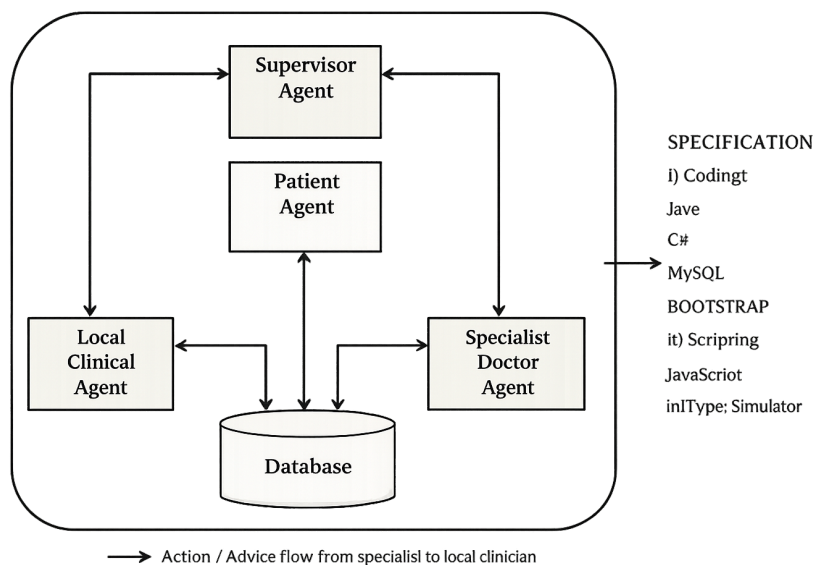 Supervisor
Agent
Patient
Agent
Local
Clinical
Agent
Specialist
Doctor
Agent
Database
SPECIFICATION
i) Codingt
Jave
C#
MySQL
BOOTSTRAP
it) Scripring
JavaScriot
inIType; Simulator
Action / Advice flow from specialisl to local clinician